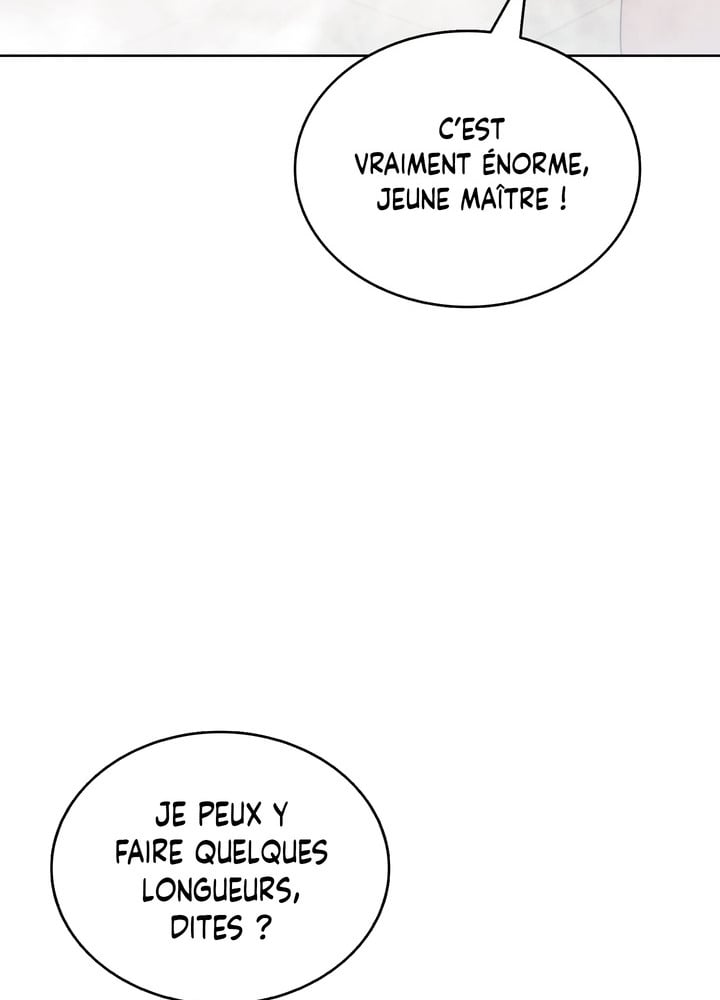 C'EST
VRAIMENT ÉNORME,
JEUNE MAÎTRE !
JE PEUX Y
FAIRE QUELQUES
LONGUEURS,
DITES ?